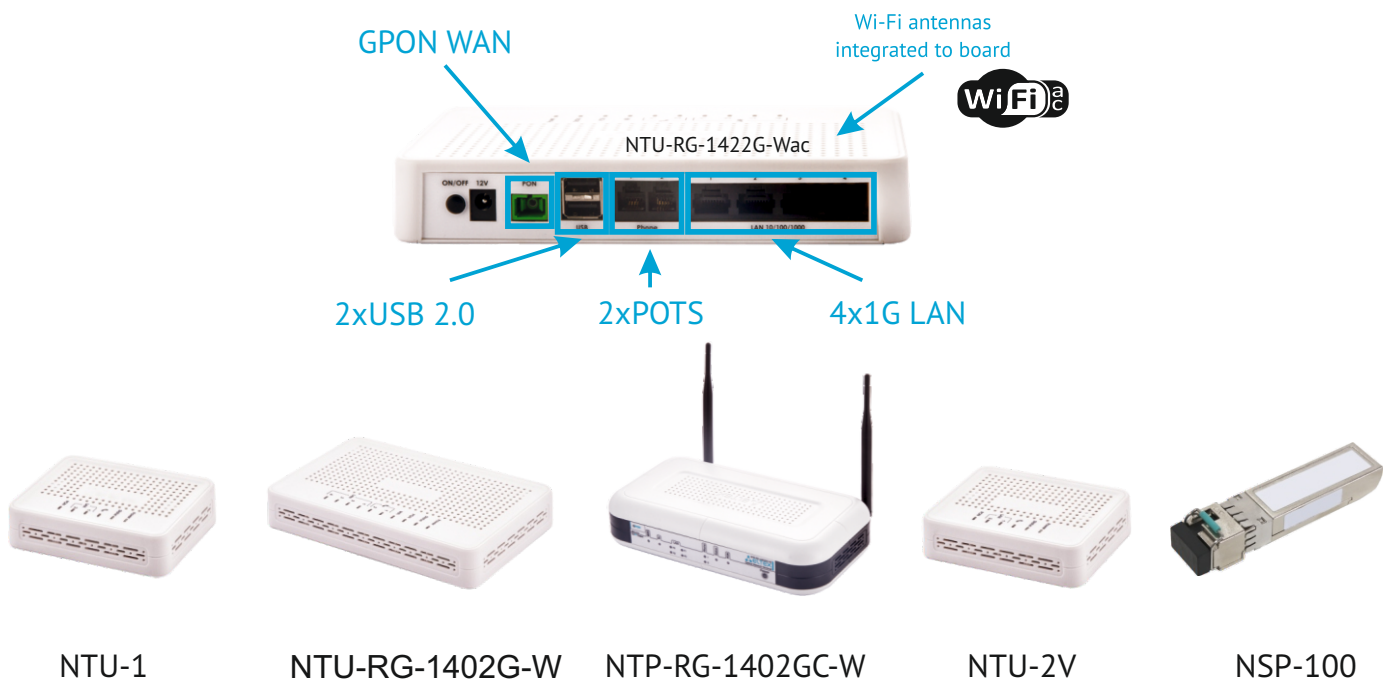 Wi-Fi antennas
integrated to board
GPON WAN
WiFi ac
NTU-RG-1422G-Wac
ON/OFF 12V PON
USB Phone LAN 10/100/1000
2xUSB 2.0 2xPOTS 4x1G LAN
NTU-1 NTU-RG-1402G-W NTP-RG-1402GC-W NTU-2V NSP-100